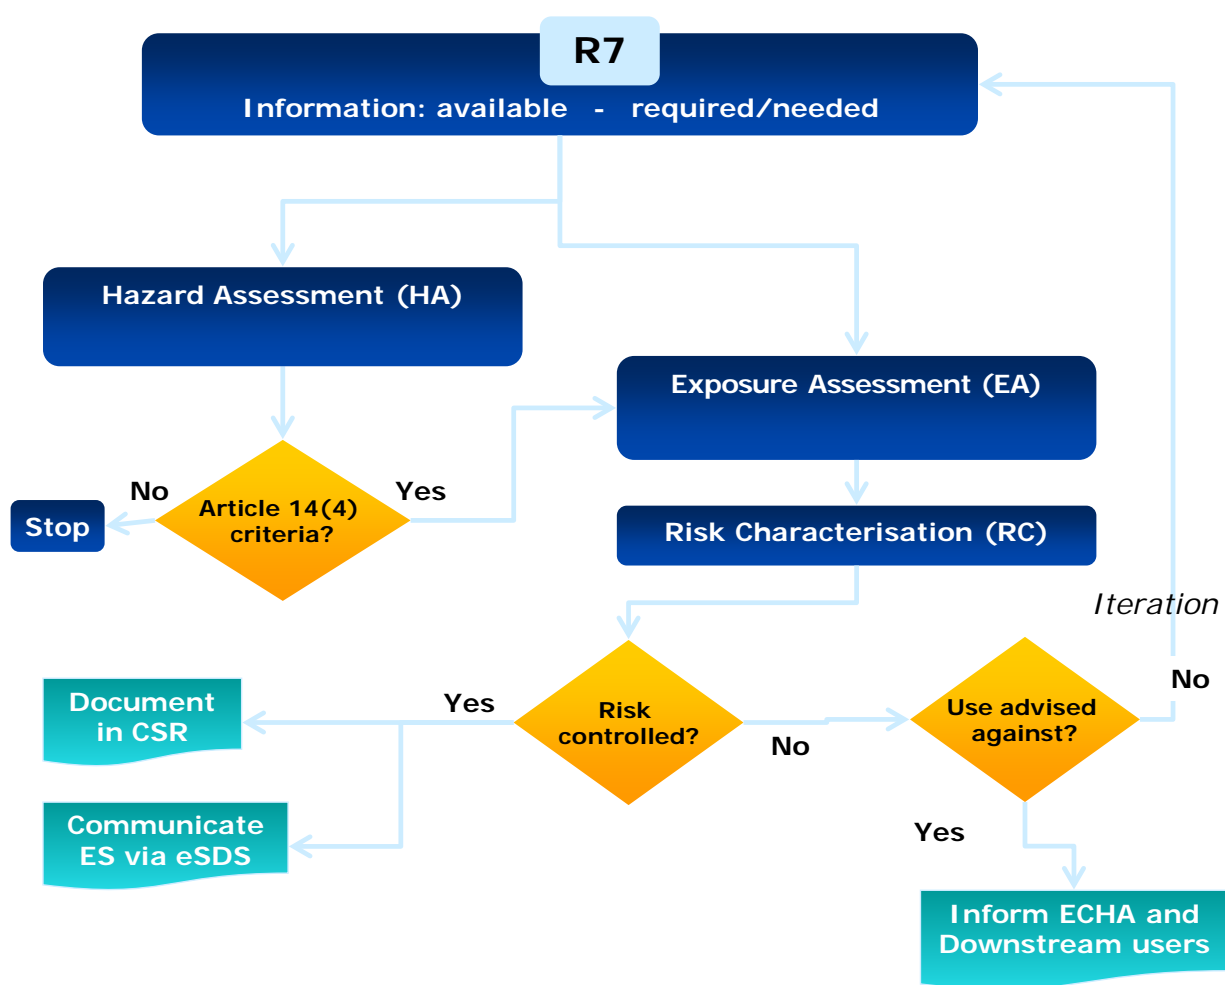 R7
Information: available - required/needed
Hazard Assessment (HA)
Exposure Assessment (EA)
No
Article 14(4)
criteria?
Yes
Stop
Risk Characterisation (RC)
Iteration
Document
in CSR
Yes
Risk
controlled?
No
Use advised
against?
No
Communicate
ES via eSDS
Yes
Inform ECHA and
Downstream users